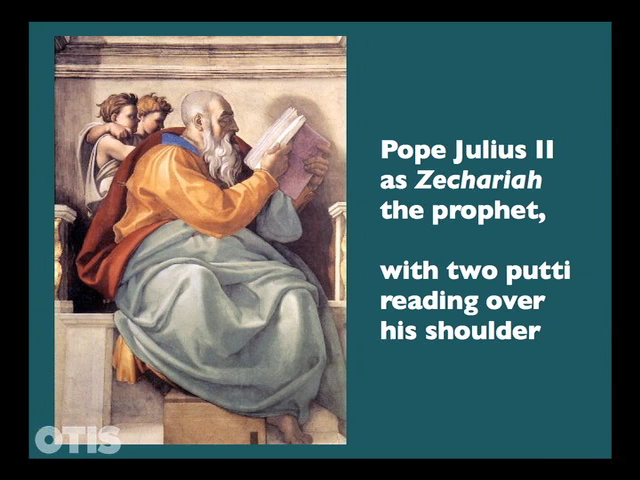 Pope Julius II
as Zechariah
the prophet,
with two putti
reading over
his shoulder
OTIS